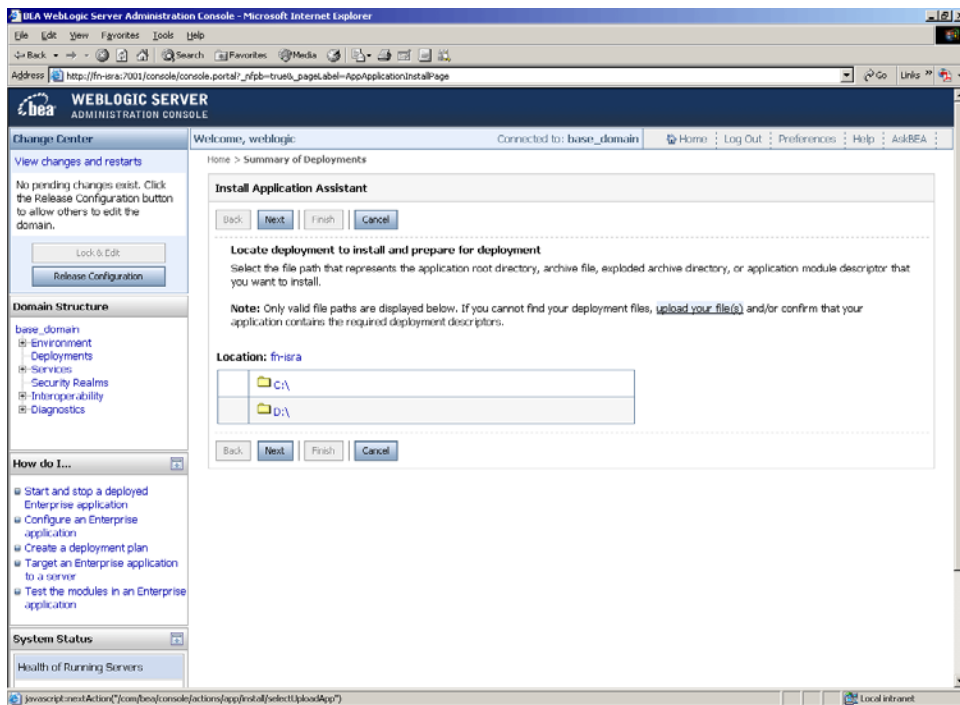 BEA WebLogic Server Administration Console - Microsoft Internet Explorer
File Edit View Favorites Tools Help
Back Search Favorites Media
Address http://fn-isra:7001/console/console.portal?_nfpb=true&_pageLabel=AppApplicationInstallPage Go Links »
bea WEBLOGIC SERVER
ADMINISTRATION CONSOLE
Change Center
View changes and restarts
No pending changes exist. Click
the Release Configuration button
to allow others to edit the
domain.
Lock & Edit
Release Configuration
Domain Structure
base_domain
Environment
Deployments
Services
Security Realms
Interoperability
Diagnostics
How do I...
Start and stop a deployed
Enterprise application
Configure an Enterprise
application
Create a deployment plan
Target an Enterprise application
to a server
Test the modules in an Enterprise
application
System Status
Health of Running Servers
Welcome, weblogic Connected to: base_domain Home Log Out Preferences Help AskBEA
Home > Summary of Deployments
Install Application Assistant
Back Next Finish Cancel
Locate deployment to install and prepare for deployment
Select the file path that represents the application root directory, archive file, exploded archive directory, or application module descriptor that
you want to install.
Note: Only valid file paths are displayed below. If you cannot find your deployment files, upload your file(s) and/or confirm that your
application contains the required deployment descriptors.
Location: fn-isra
C:\
D:\
Back Next Finish Cancel
javascript:nextAction("/com/bea/console/actions/app/install/selectUploadApp") Local intranet